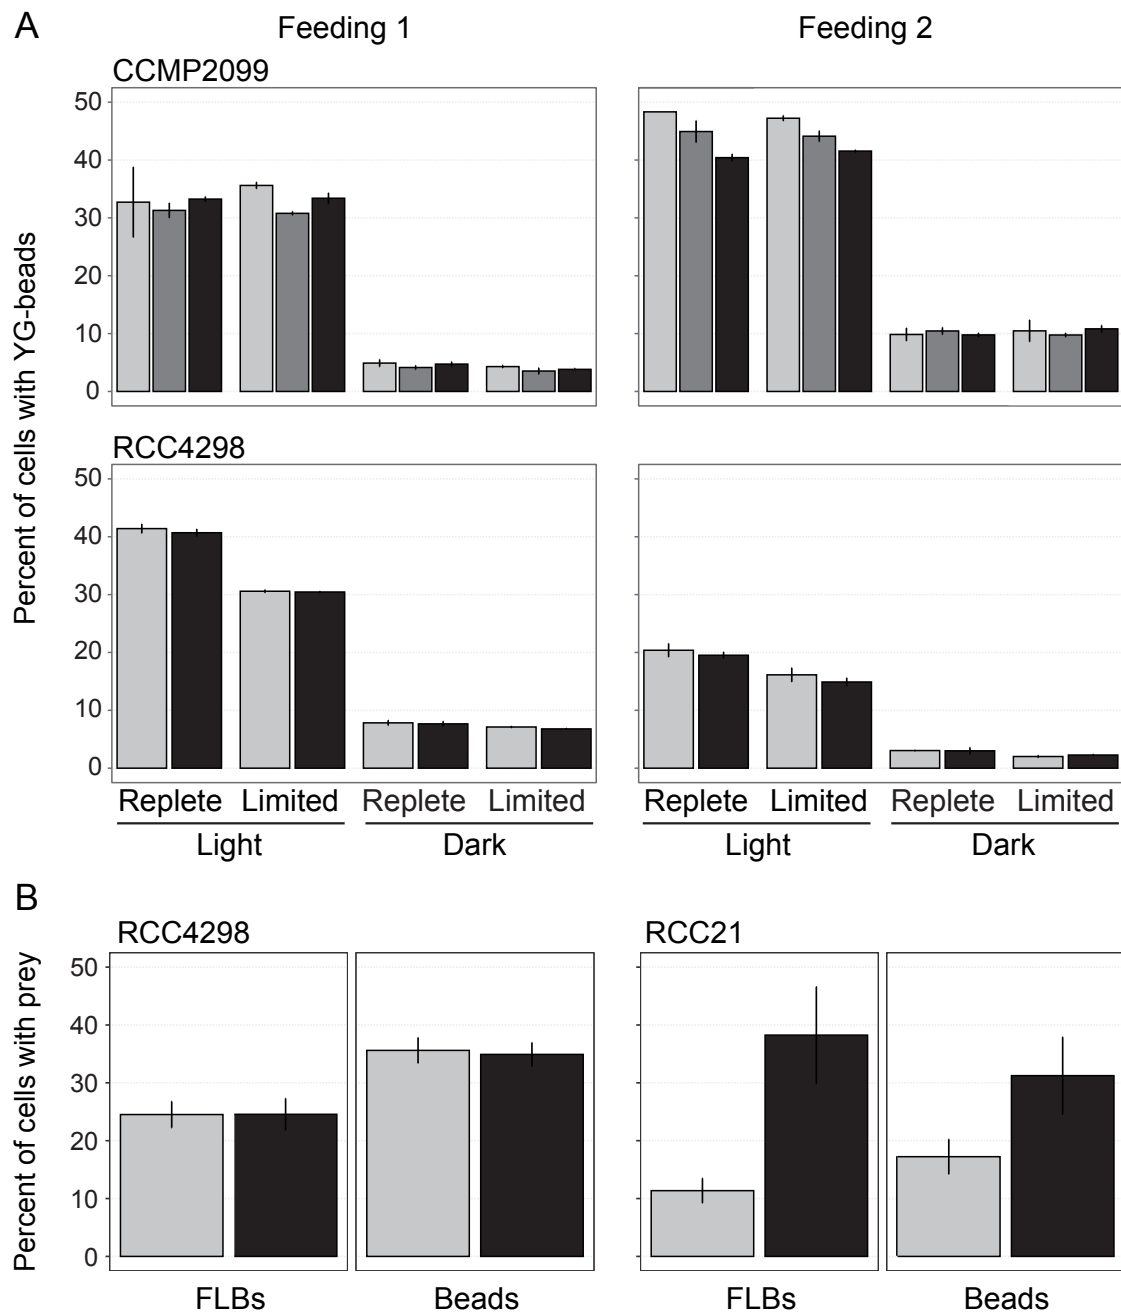 A
Feeding 1
Feeding 2
CCMP2099
50
40
30
20
10
0
Percent of cells with YG-beads
RCC4298
50
40
30
20
10
0
Replete Limited Replete Limited
Light Dark
Replete Limited Replete Limited
Light Dark
B
RCC4298
RCC21
Percent of cells with prey
50
40
30
20
10
0
FLBs Beads FLBs Beads